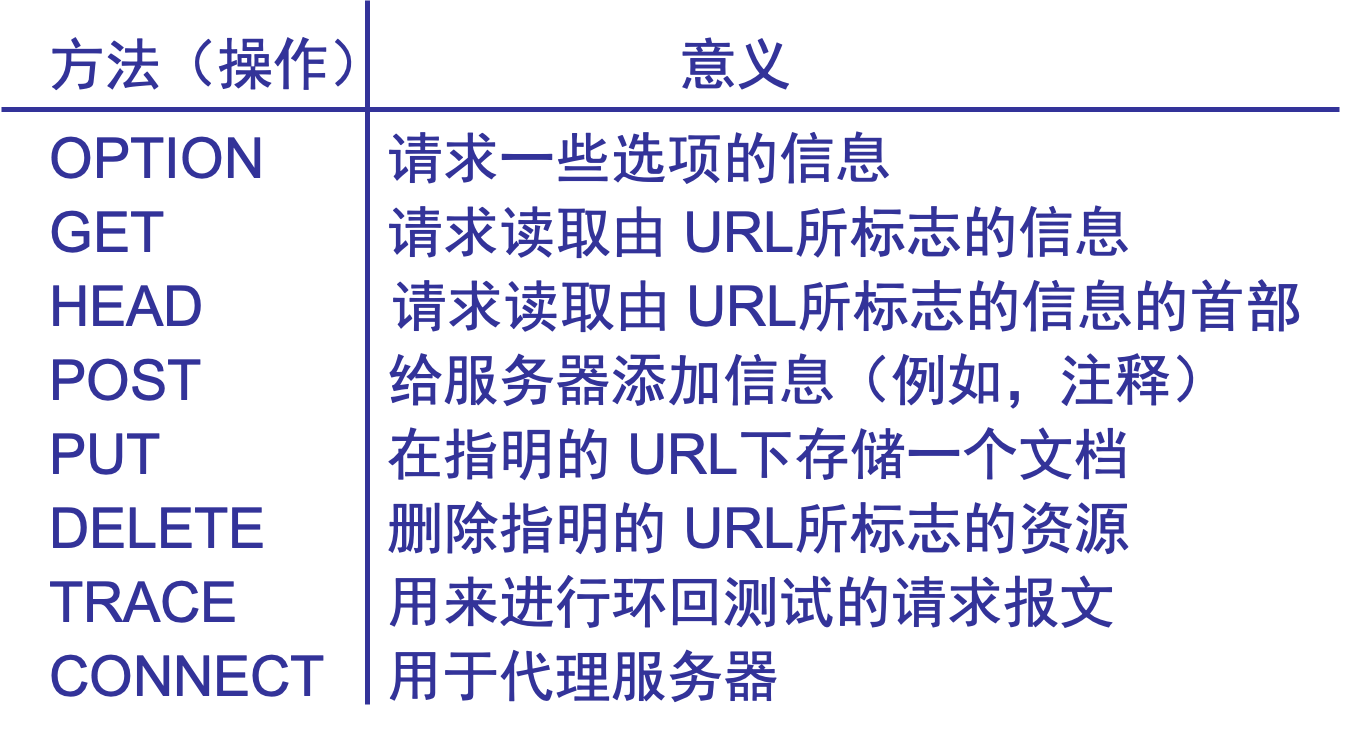 方法（操作） 意义
OPTION 请求一些选项的信息
GET 请求读取由 URL所标志的信息
HEAD 请求读取由 URL所标志的信息的首部
POST 给服务器添加信息（例如，注释）
PUT 在指明的 URL下存储一个文档
DELETE 删除指明的 URL所标志的资源
TRACE 用来进行环回测试的请求报文
CONNECT 用于代理服务器